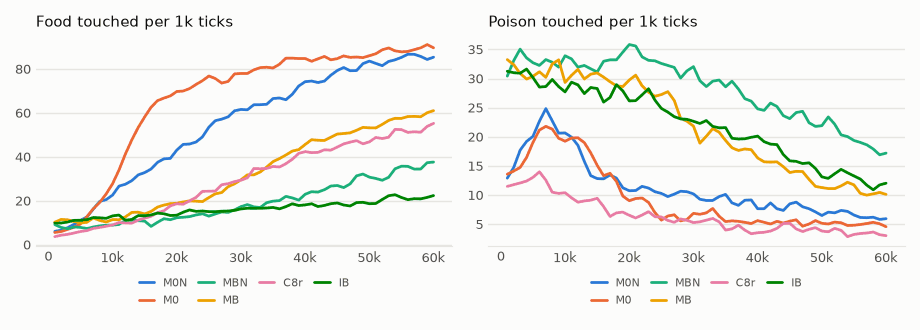 Food touched per 1k ticks
80
60
40
20
0
0 10k 20k 30k 40k 50k 60k
M0N MBN C8r IB
M0 MB
Poison touched per 1k ticks
35
30
25
20
15
10
5
0 10k 20k 30k 40k 50k 60k
M0N MBN C8r IB
M0 MB